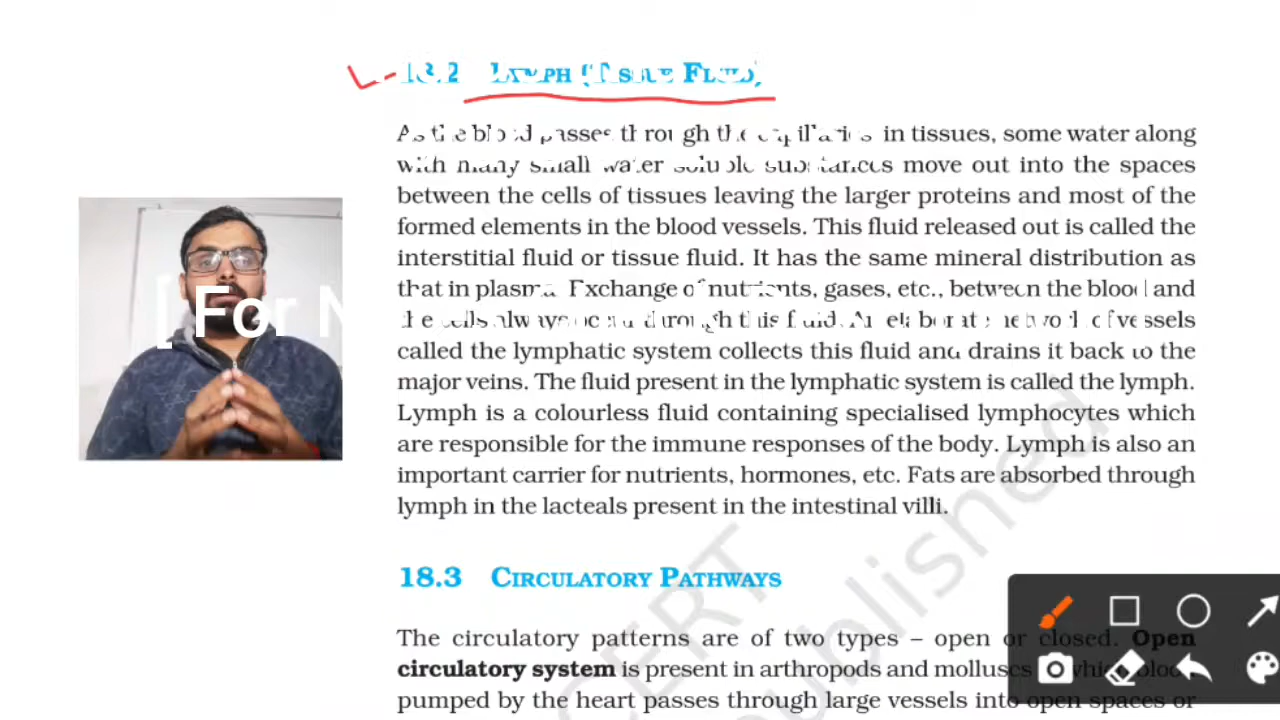 18.2 LYMPH (TISSUE FLUID)
As the blood passes through the capillaries in tissues, some water along
with many small water soluble substances move out into the spaces
between the cells of tissues leaving the larger proteins and most of the
formed elements in the blood vessels. This fluid released out is called the
interstitial fluid or tissue fluid. It has the same mineral distribution as
that in plasma. Exchange of nutrients, gases, etc., between the blood and
the cells always occur through this fluid. An elaborate network of vessels
called the lymphatic system collects this fluid and drains it back to the
major veins. The fluid present in the lymphatic system is called the lymph.
Lymph is a colourless fluid containing specialised lymphocytes which
are responsible for the immune responses of the body. Lymph is also an
important carrier for nutrients, hormones, etc. Fats are absorbed through
lymph in the lacteals present in the intestinal villi.
[ For
18.3 CIRCULATORY PATHWAYS
The circulatory patterns are of two types – open or closed. Open
circulatory system is present in arthropods and molluscs
pumped by the heart passes through large vessels into open spaces or